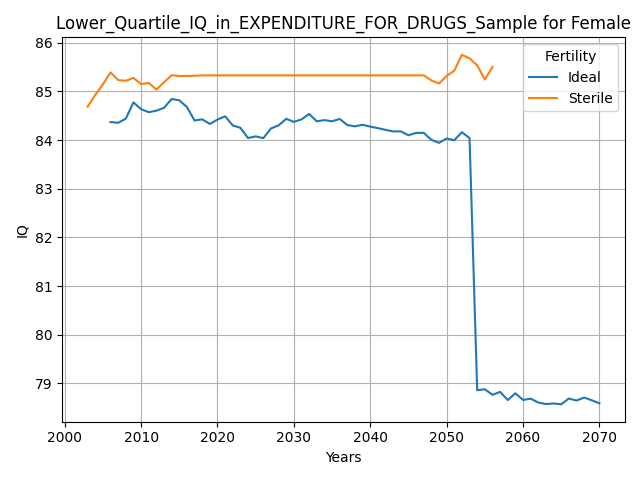 Lower_Quartile_IQ_in_EXPENDITURE_FOR_DRUGS_Sample for Female
86
85
84
83
82
81
80
79
IQ
Fertility
Ideal
Sterile
2000 2010 2020 2030 2040 2050 2060 2070
Years